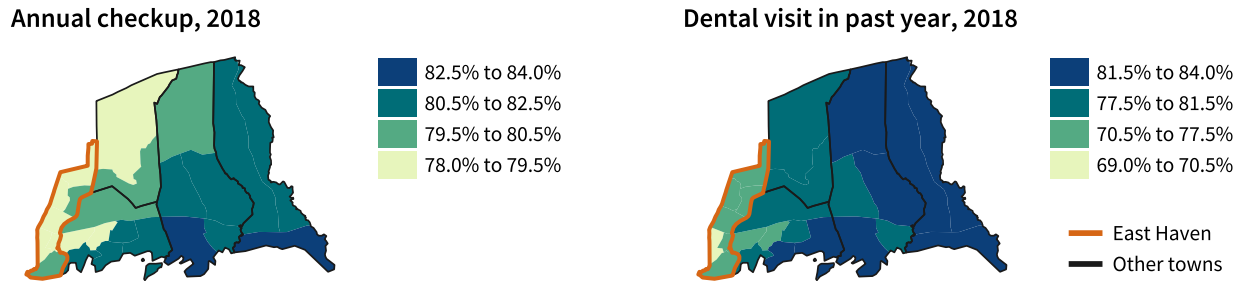 Annual checkup, 2018
82.5% to 84.0%
80.5% to 82.5%
79.5% to 80.5%
78.0% to 79.5%
Dental visit in past year, 2018
81.5% to 84.0%
77.5% to 81.5%
70.5% to 77.5%
69.0% to 70.5%
East Haven
Other towns